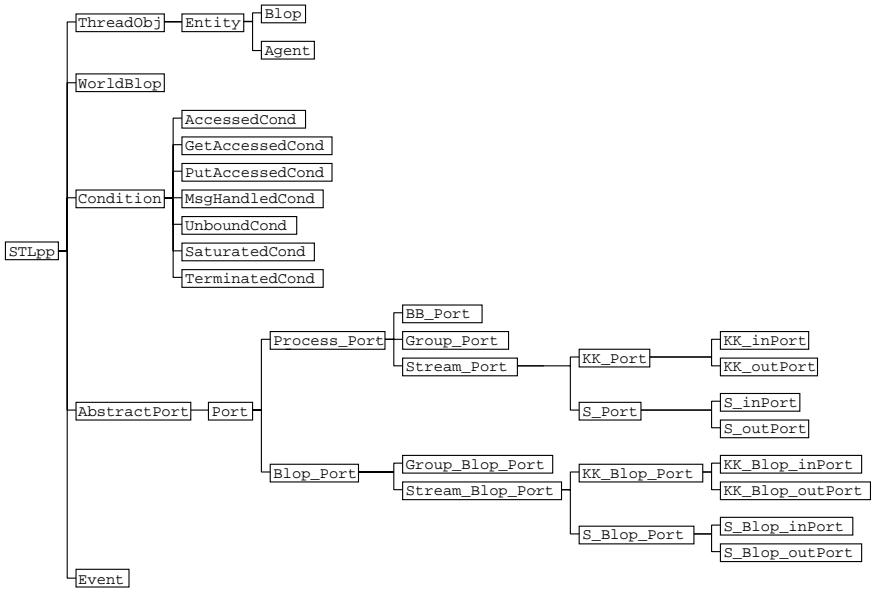 ThreadObj
Entity
Blop
Agent
WorldBlop
AccessedCond
GetAccessedCond
PutAccessedCond
Condition
MsgHandledCond
UnboundCond
STLpp
SaturatedCond
TerminatedCond
BB_Port
Process_Port
Group_Port
KK_inPort
Stream_Port
KK_Port
KK_outPort
AbstractPort
Port
S_Port
S_inPort
S_outPort
Blop_Port
Group_Blop_Port
Stream_Blop_Port
KK_Blop_Port
KK_Blop_inPort
KK_Blop_outPort
S_Blop_Port
S_Blop_inPort
S_Blop_outPort
Event